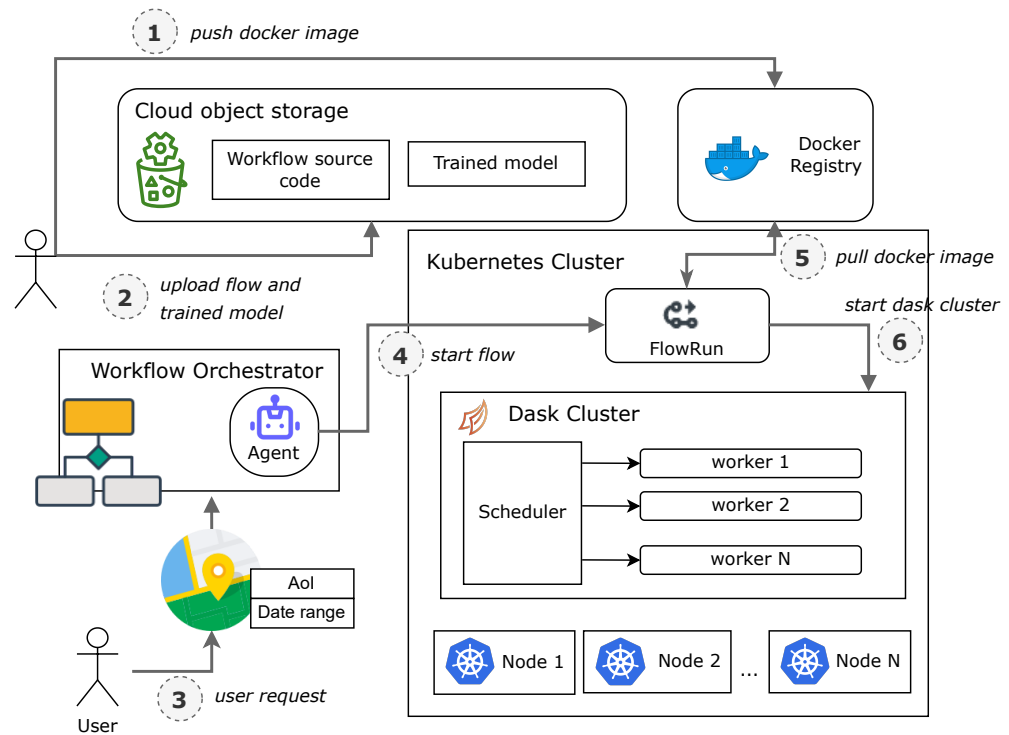 1 push docker image
Cloud object storage
Workflow source
code
Trained model
Docker
Registry
2 upload flow and
trained model
Kubernetes Cluster
5 pull docker image
start dask cluster
6
4 start flow
FlowRun
Workflow Orchestrator
Agent
Dask Cluster
Scheduler
worker 1
worker 2
worker N
AoI
Date range
3 user request
User
Node 1
Node 2
...
Node N